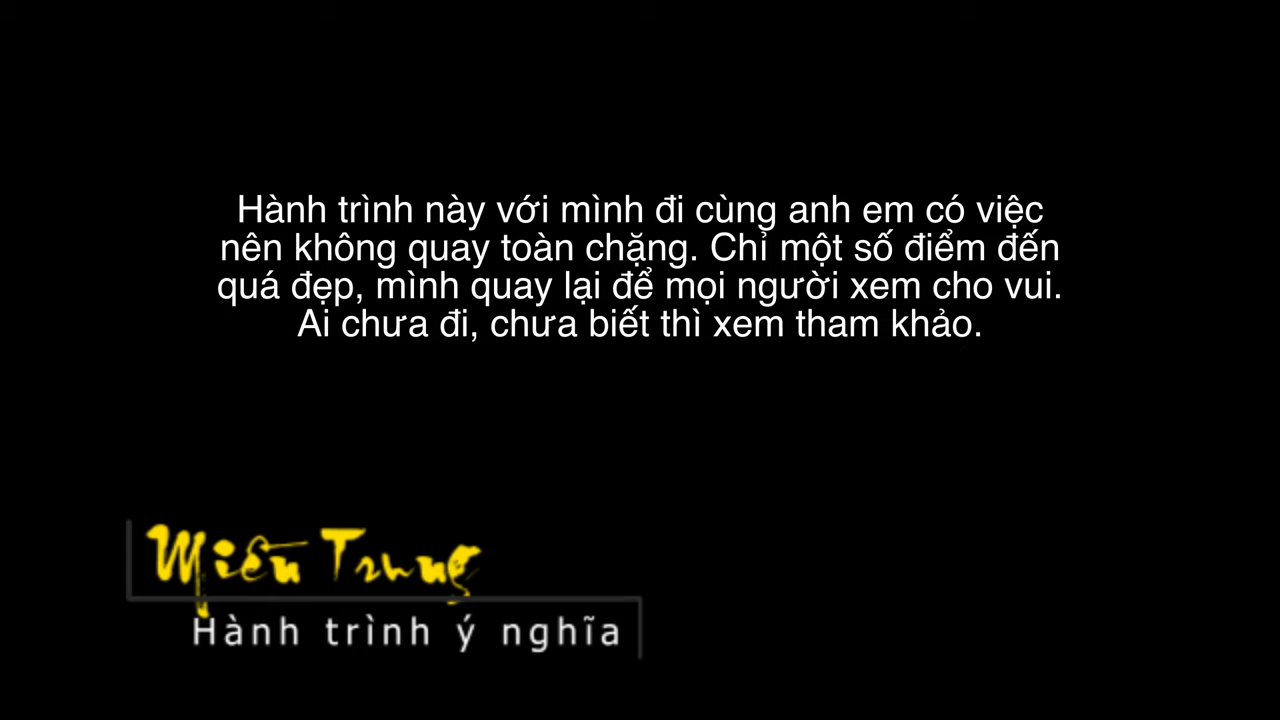 Hành trình này với mình đi cùng anh em có việc
nên không quay toàn chặng. Chỉ một số điểm đến
quá đẹp, mình quay lại để mọi người xem cho vui.
Ai chưa đi, chưa biết thì xem tham khảo.
Miền Trung
Hành trình ý nghĩa